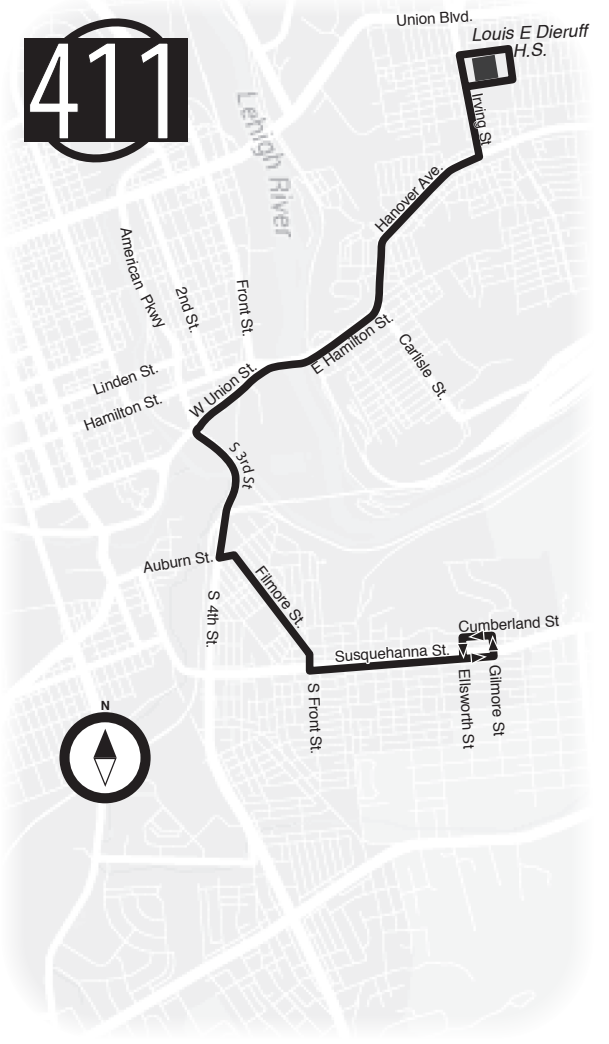 411
Union Blvd.
Louis E Dieruff
H.S.
Irving St
Lehigh River
Hanover Ave.
American Pkwy
2nd St.
Front St.
E Hamilton St.
Carlisle St.
Linden St.
Hamilton St.
W Union St.
S 3rd St
Auburn St.
Filmore St.
S 4th St.
Cumberland St
Susquehanna St.
Ellsworth St
Gilmore St
S Front St.
N